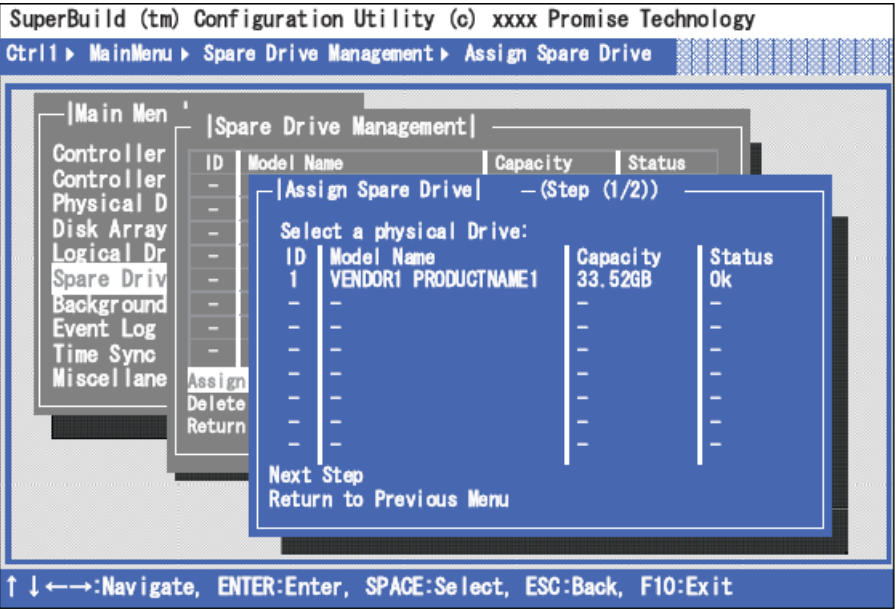 SuperBuild (tm) Configuration Utility (c) xxxx Promise Technology
Ctrl1▶ MainMenu▶ Spare Drive Management▶ Assign Spare Drive
|Main Men
Controller
Controller
Physical D
Disk Array
Logical Dr
Spare Driv
Background
Event Log
Time Sync
Miscellane
|Spare Drive Management|
ID Model Name Capacity Status
-
-
-
-
-
-
-
-
Assign
Delete
Return
|Assign Spare Drive| —(Step (1/2))
Select a physical Drive:
ID Model Name Capacity Status
1 VENDOR1 PRODUCTNAME1 33.52GB Ok
- - - -
- - - -
- - - -
- - - -
- - - -
- - - -
- - - -
Next Step
Return to Previous Menu
↑↓←→:Navigate, ENTER:Enter, SPACE:Select, ESC:Back, F10:Exit